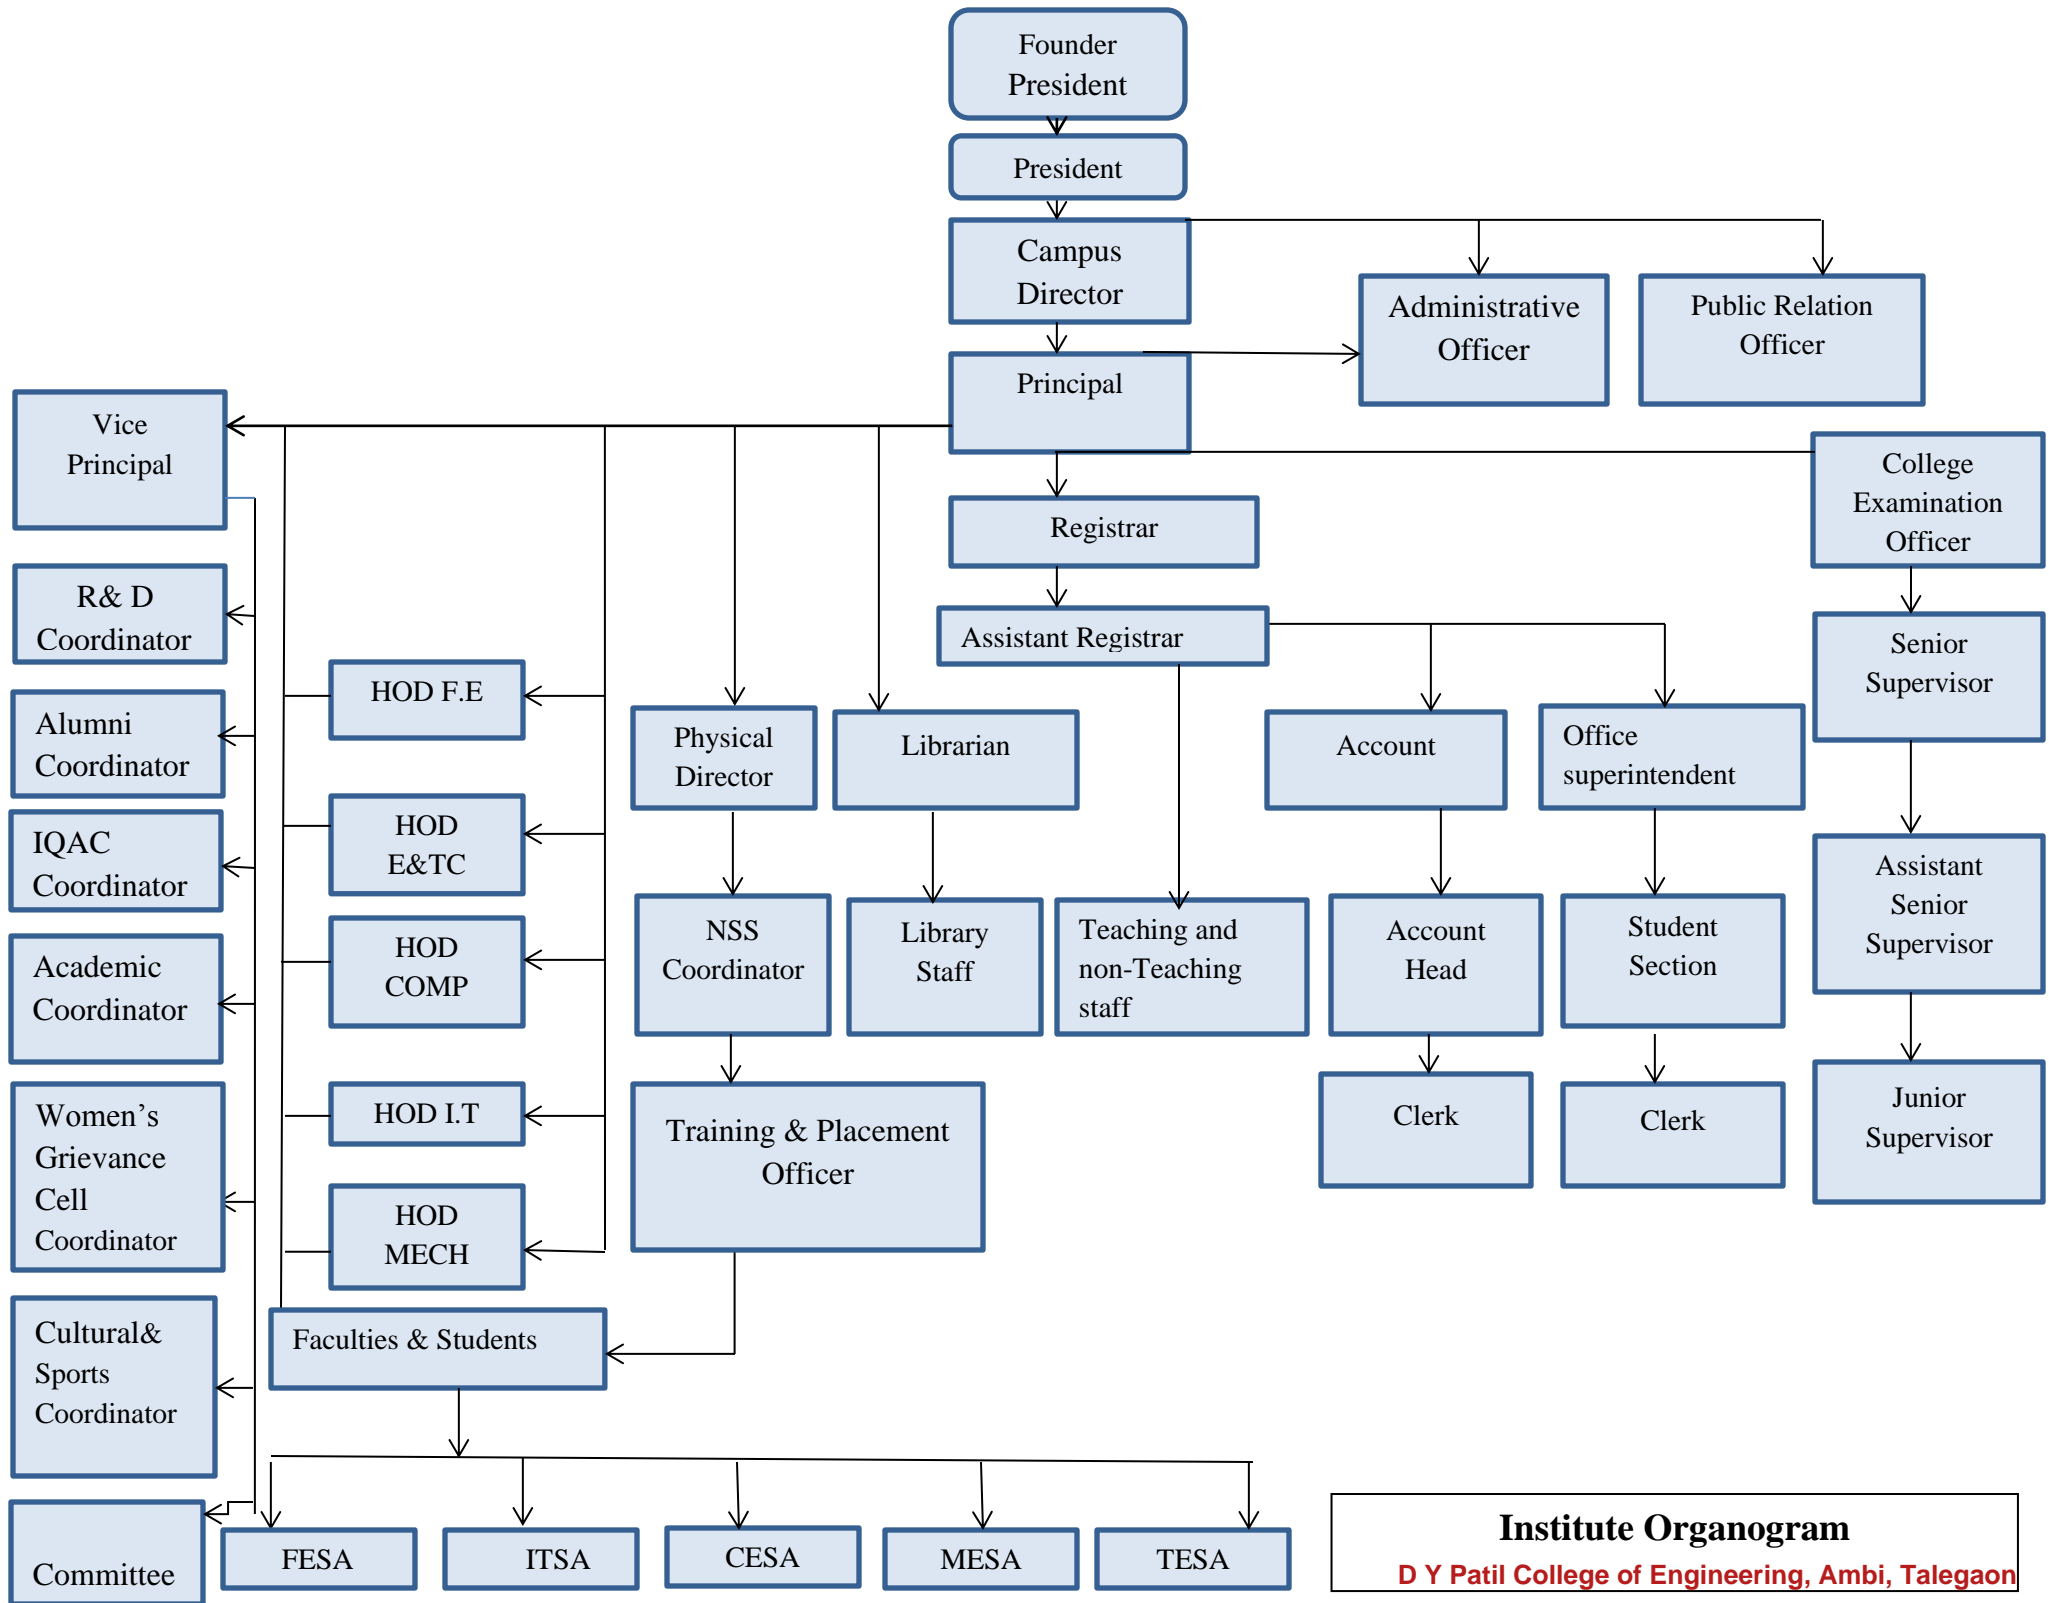 Founder
President
President
Campus
Director
Administrative
Officer
Public Relation
Officer
Principal
Vice
Principal
College
Examination
Officer
Registrar
R& D
Coordinator
Assistant Registrar
Senior
Supervisor
HOD F.E
Alumni
Coordinator
Physical
Director
Librarian
Account
Office
superintendent
HOD
E&TC
IQAC
Coordinator
Assistant
Senior
Supervisor
HOD
COMP
NSS
Coordinator
Library
Staff
Teaching and
non-Teaching
staff
Account
Head
Student
Section
Academic
Coordinator
HOD I.T
Women’s
Grievance
Cell
Coordinator
Training & Placement
Officer
Clerk
Clerk
Junior
Supervisor
HOD
MECH
Cultural&
Sports
Coordinator
Faculties & Students
Committee
FESA
ITSA
CESA
MESA
TESA
Institute Organogram
D Y Patil College of Engineering, Ambi, Talegaon